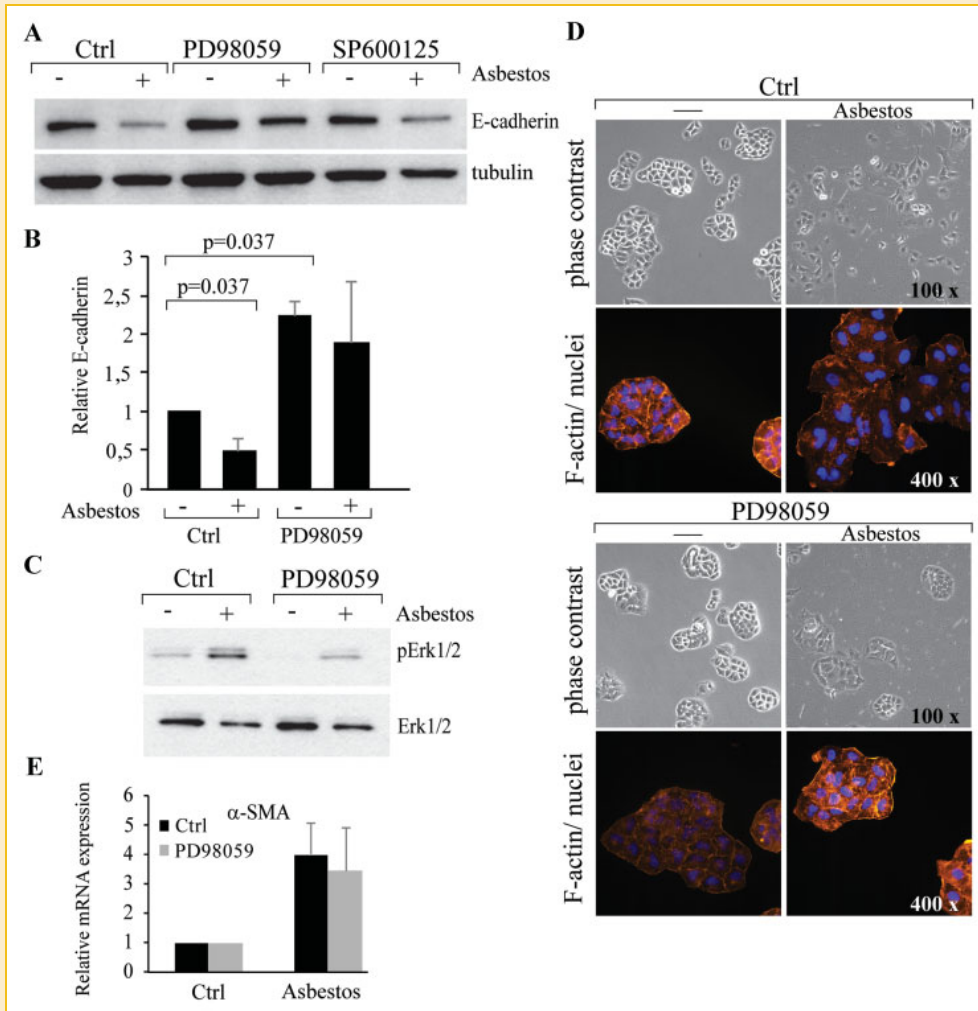 A
Ctrl PD98059 SP600125
- + - + - + Asbestos
E-cadherin
tubulin
B
Relative E-cadherin
3
2,5
2
1,5
1
0,5
0
p=0.037
p=0.037
Asbestos - + - +
Ctrl PD98059
C
Ctrl PD98059
- + - + Asbestos
pErk1/2
Erk1/2
E
Relative mRNA expression
6
5
4
3
2
1
0
α-SMA
Ctrl
PD98059
Ctrl Asbestos
D
Ctrl
— Asbestos
phase contrast
100 x
F-actin/ nuclei
400 x
PD98059
— Asbestos
phase contrast
100 x
F-actin/ nuclei
400 x